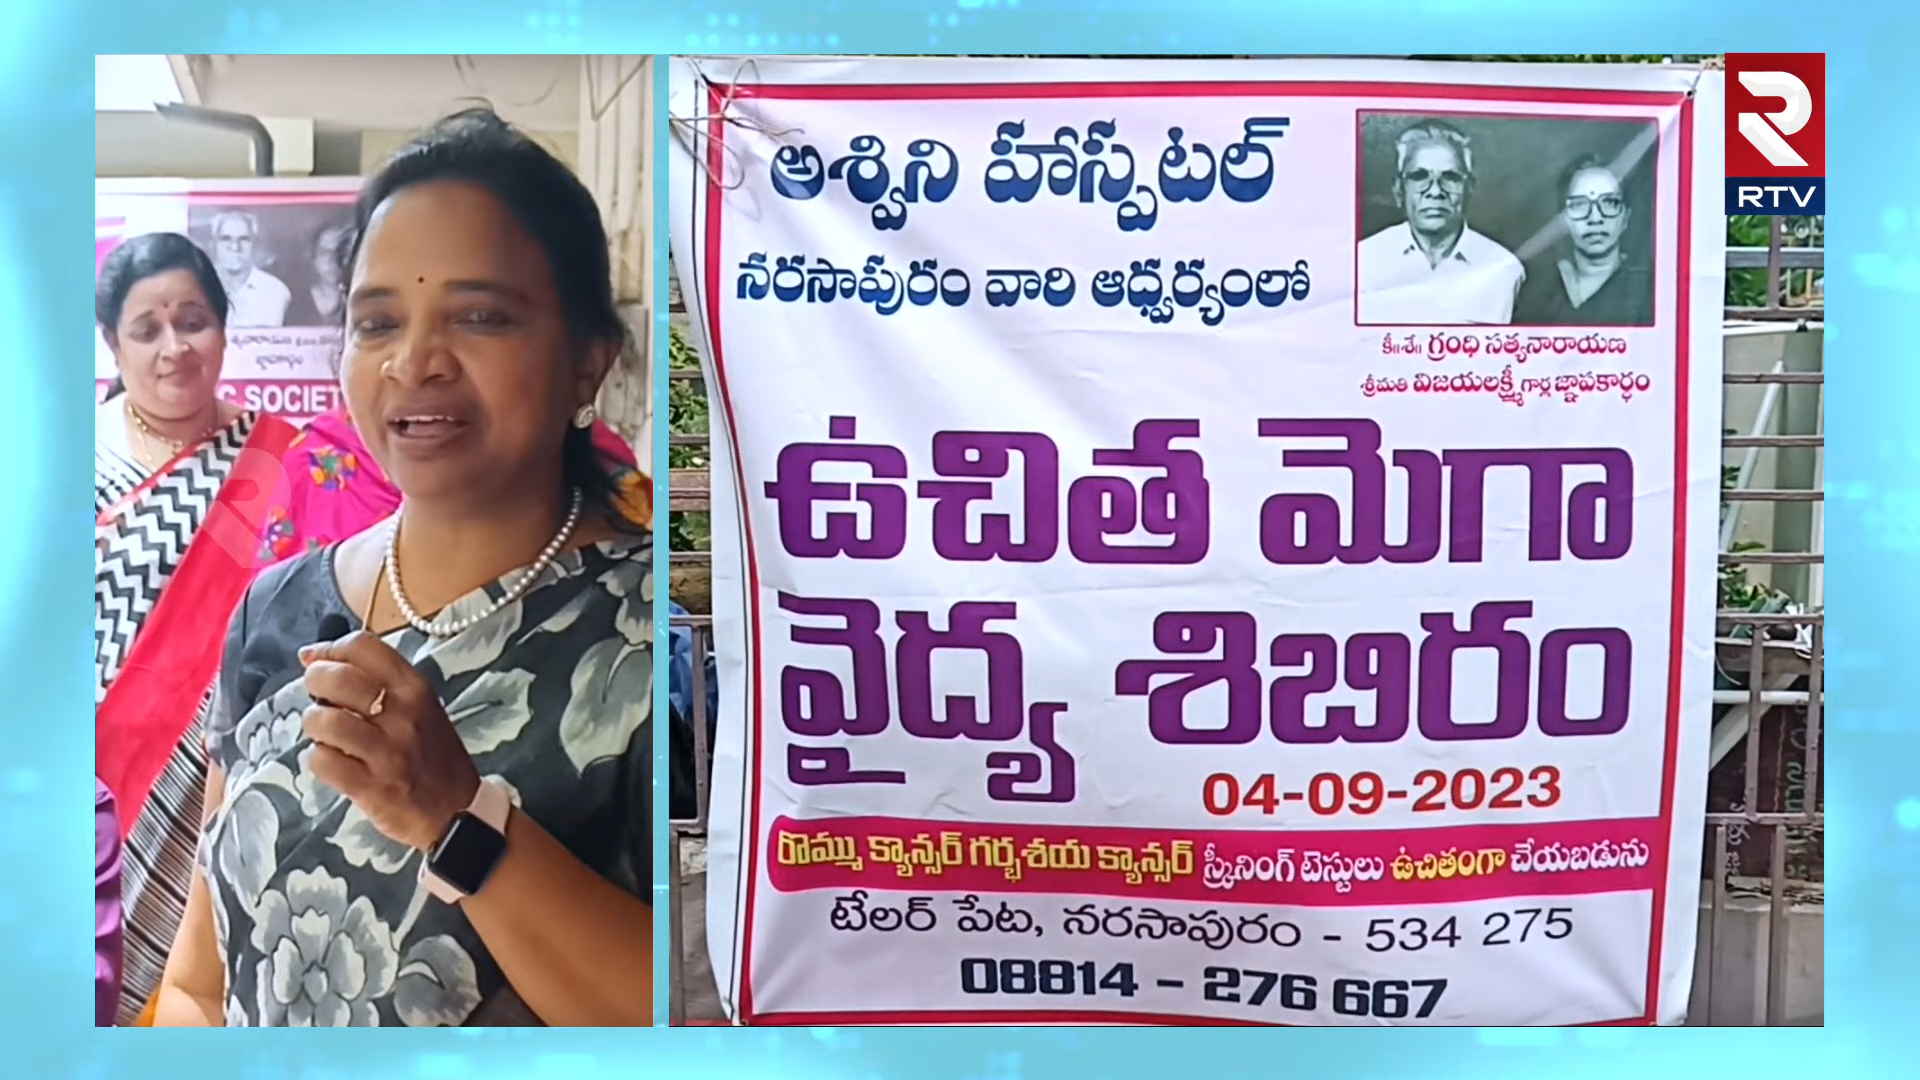 RTV
C SOCIET
అశ్విని హాస్పటల్
నరసాపురం వారి ఆధ్వర్యంలో
కీ॥శే॥ గ్రంధి సత్యనారాయణ
శ్రీమతి విజయలక్ష్మీ గార్ల జ్ఞాపకార్ధం
ఉచిత మెగా
వైద్య శిబిరం
04-09-2023
రొమ్ము క్యాన్సర్ గర్భశయ క్యాన్సర్ స్క్రీనింగ్ టెస్టులు ఉచితంగా చేయబడును
టేలర్ పేట, నరసాపురం - 534 275
08814 - 276 667